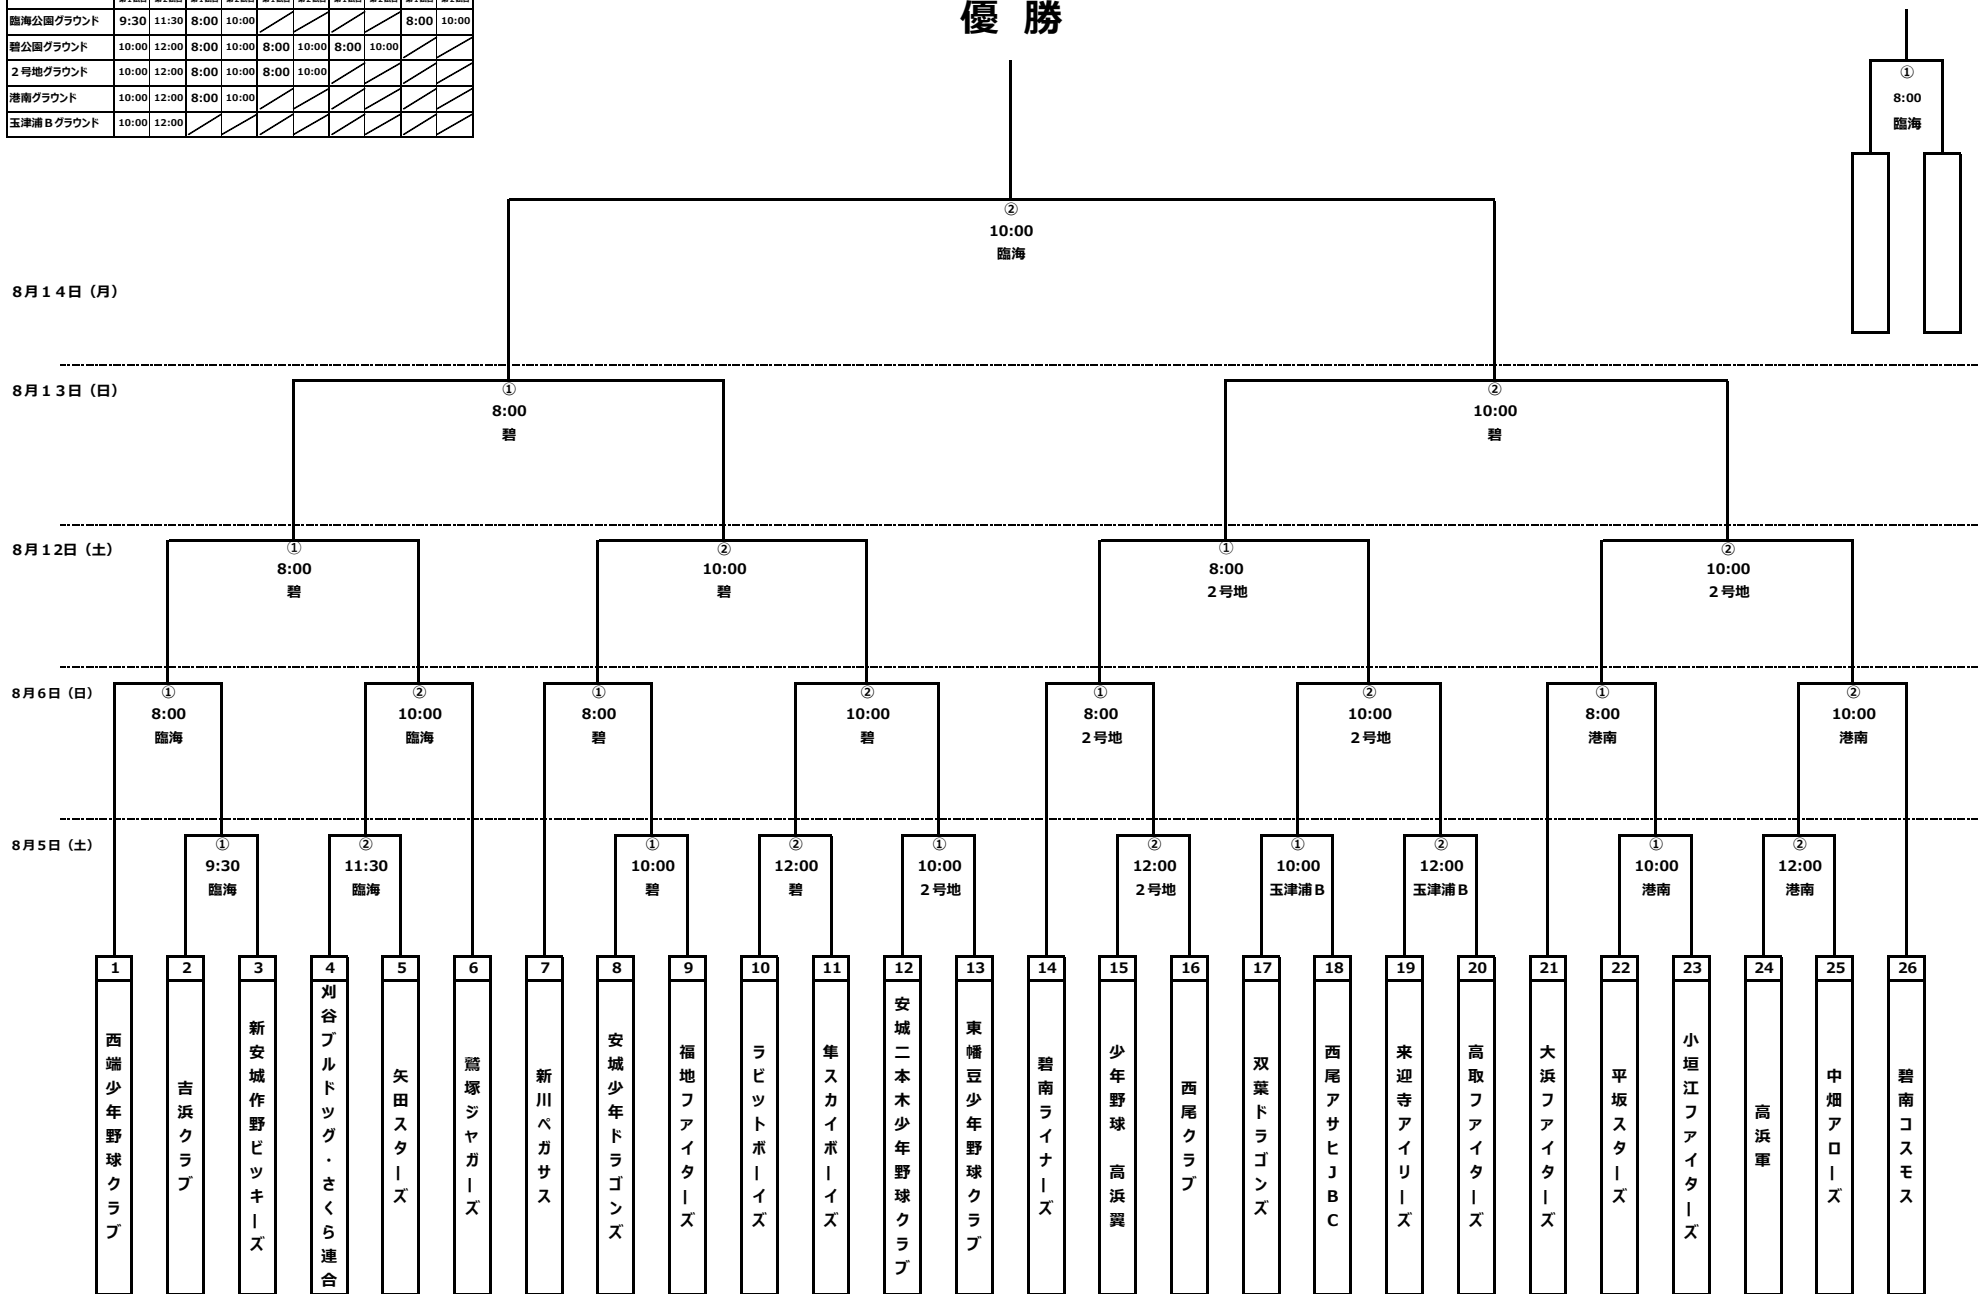 臨海公園グラウンド 9:30 11:30 8:00 10:00 8:00 10:00
碧公園グラウンド 10:00 12:00 8:00 10:00 8:00 10:00 8:00 10:00
２号地グラウンド 10:00 12:00 8:00 10:00 8:00 10:00
港南グラウンド 10:00 12:00 8:00 10:00
玉津浦Ｂグラウンド 10:00 12:00
優 勝
①
8:00
臨海
②
10:00
臨海
８月１４日（月）
８月１３日（日）
① ②
8:00 10:00
碧 碧
８月１２日（土）
① ② ① ②
8:00 10:00 8:00 10:00
碧 碧 ２号地 ２号地
８月６日（日）
① ② ① ② ① ② ① ②
8:00 10:00 8:00 10:00 8:00 10:00 8:00 10:00
臨海 臨海 碧 碧 ２号地 ２号地 港南 港南
８月５日（土）
① ② ① ② ① ② ① ② ① ②
9:30 11:30 10:00 12:00 10:00 12:00 10:00 12:00 10:00 12:00
臨海 臨海 碧 碧 ２号地 ２号地 玉津浦Ｂ 玉津浦Ｂ 港南 港南
1 西端少年野球クラブ
2 吉浜クラブ
3 新安城作野ビッキーズ
4 刈谷ブルドッグ・さくら連合
5 矢田スターズ
6 鷲塚ジャガーズ
7 新川ペガサス
8 安城少年ドラゴンズ
9 福地ファイターズ
10 ラビットボーイズ
11 隼スカイボーイズ
12 安城二本木少年野球クラブ
13 東幡豆少年野球クラブ
14 碧南ライナーズ
15 少年野球　高浜翼
16 西尾クラブ
17 双葉ドラゴンズ
18 西尾アサヒＪＢＣ
19 来迎寺アイリーズ
20 高取ファイターズ
21 大浜ファイターズ
22 平坂スターズ
23 小垣江ファイターズ
24 高浜軍
25 中畑アローズ
26 碧南コスモス